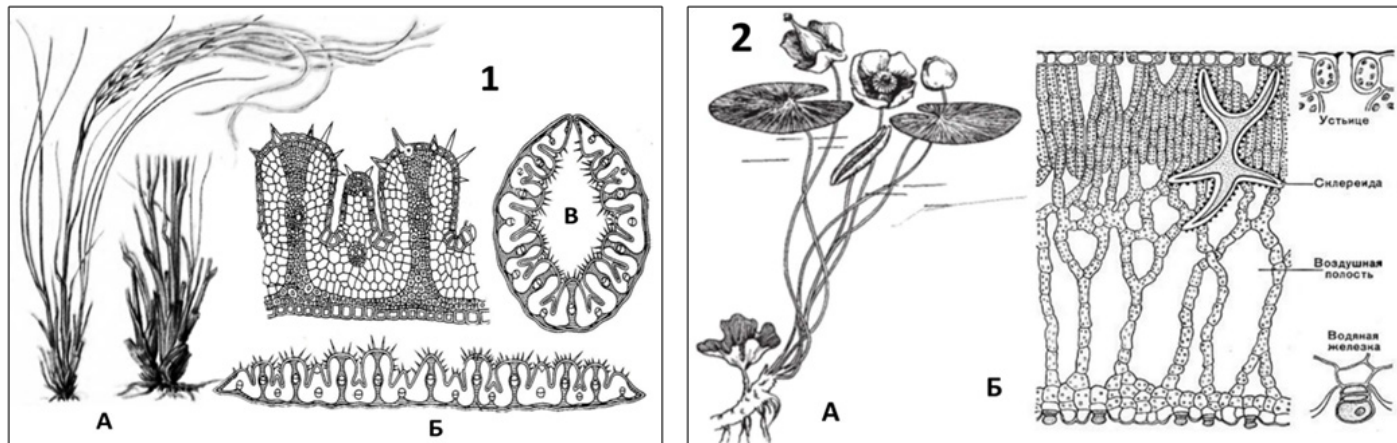 1
В
А
Б
2
Устьице
Склереида
Воздушная
полость
Водяная
железка
А
Б